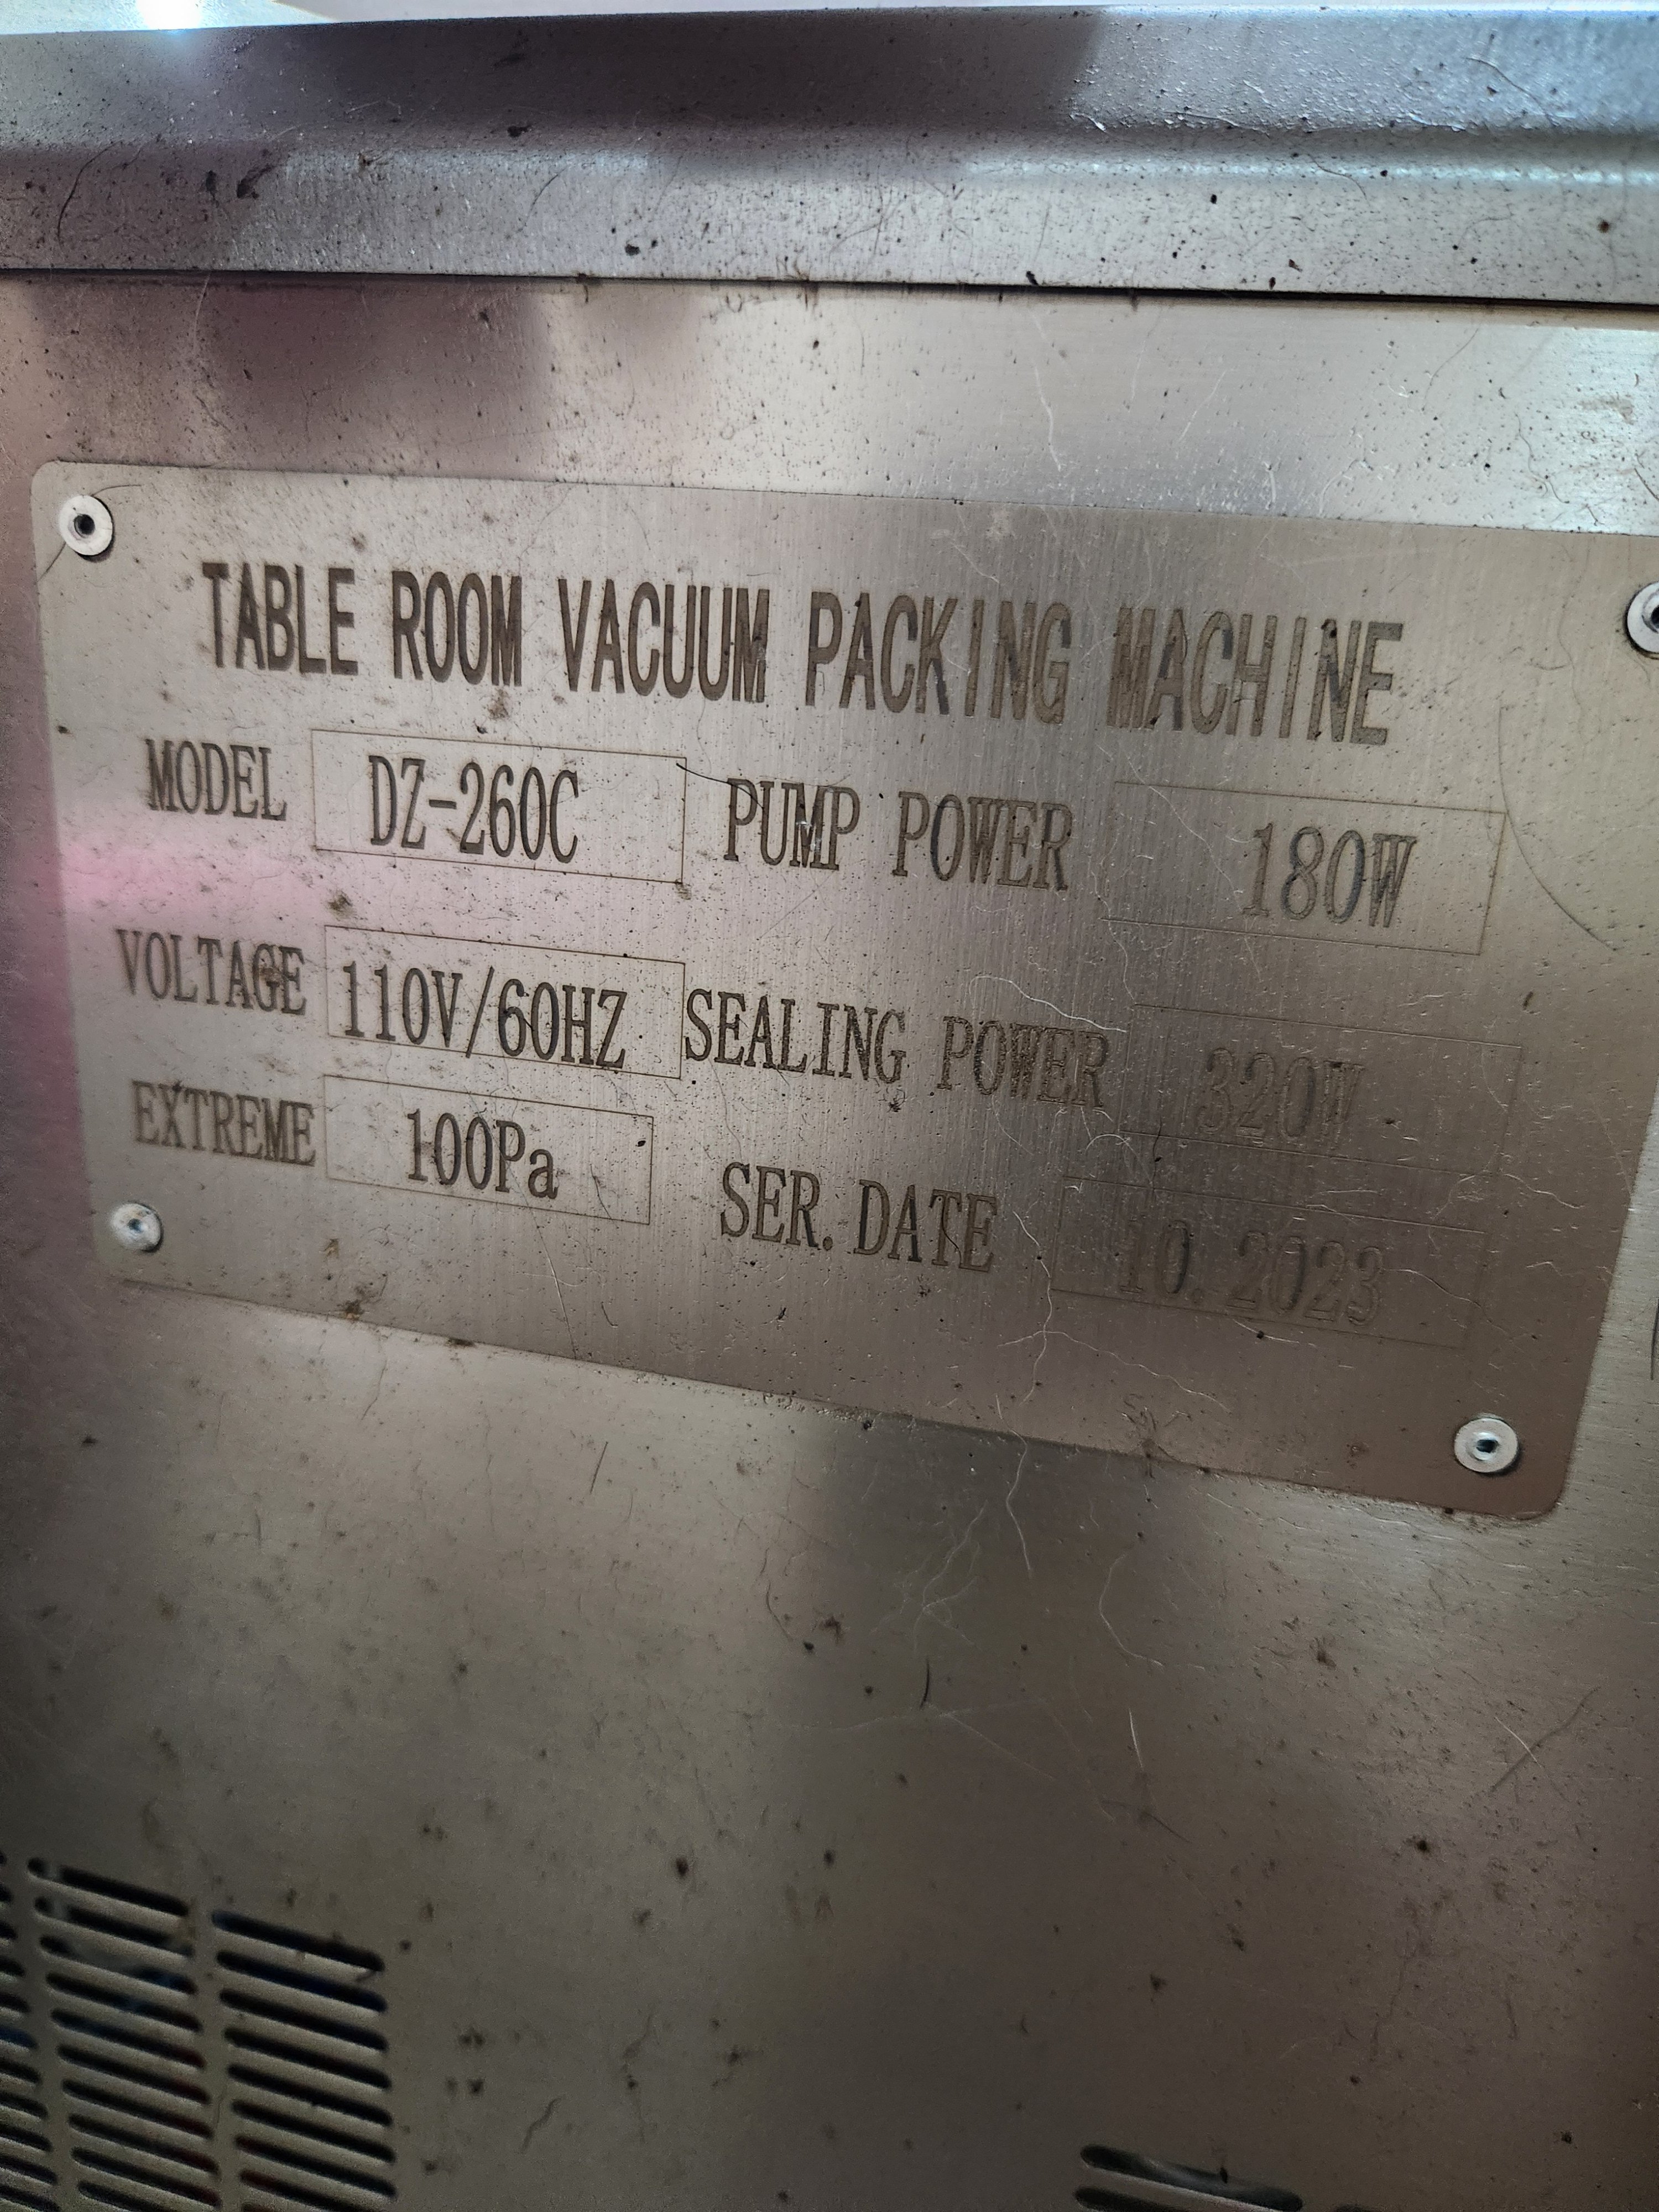 TABLE ROOM VACUUM PACKING MACHINE
MODEL DZ-260C PUMP POWER 180W
VOLTAGE 110V/60HZ SEALING POWER 320W
EXTREME 100Pa SER. DATE 10.2023